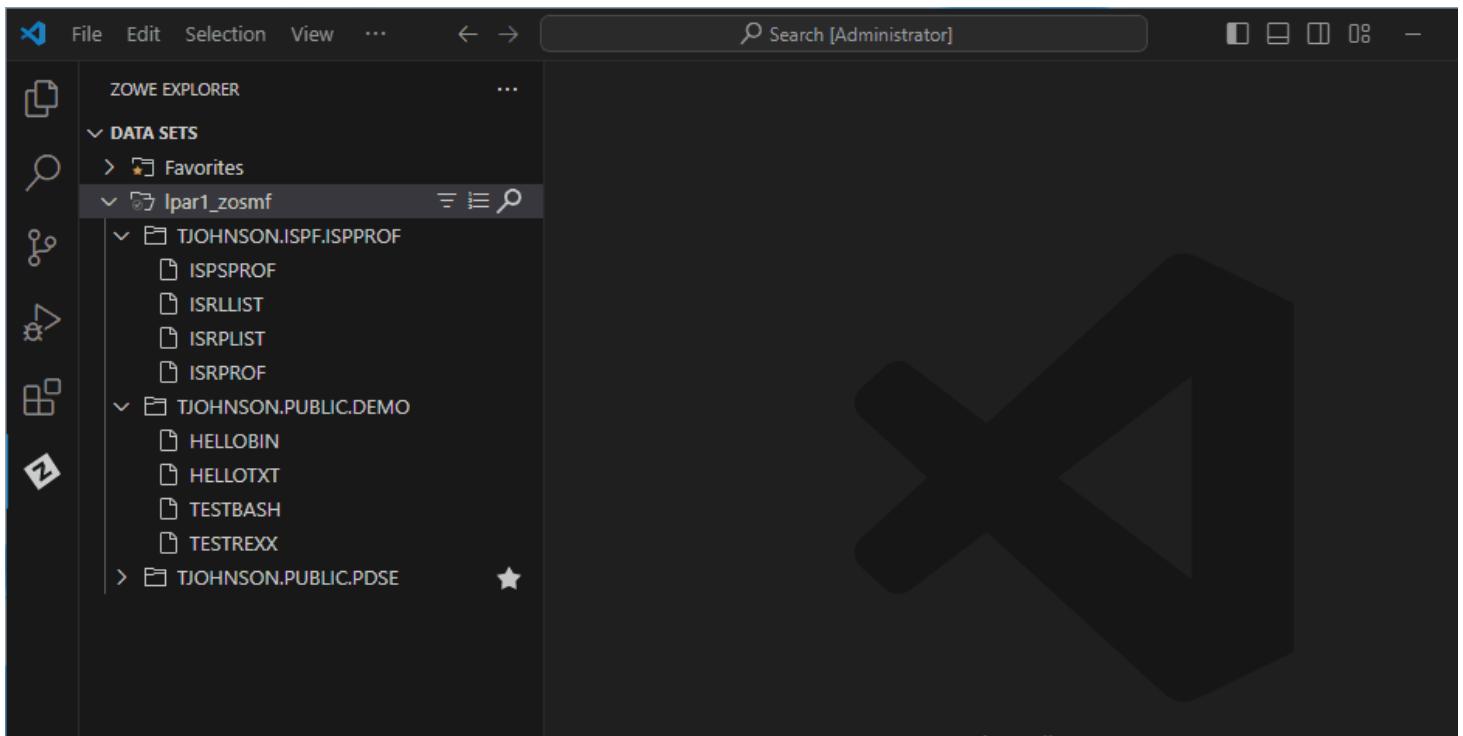 File Edit Selection View ··· Search [Administrator]
ZOWE EXPLORER
DATA SETS
Favorites
lpar1_zosmf
TJOHNSON.ISPF.ISPPROF
ISPSPROF
ISRLLIST
ISRPLIST
ISRPROF
TJOHNSON.PUBLIC.DEMO
HELLOBIN
HELLOTXT
TESTBASH
TESTREXX
TJOHNSON.PUBLIC.PDSE